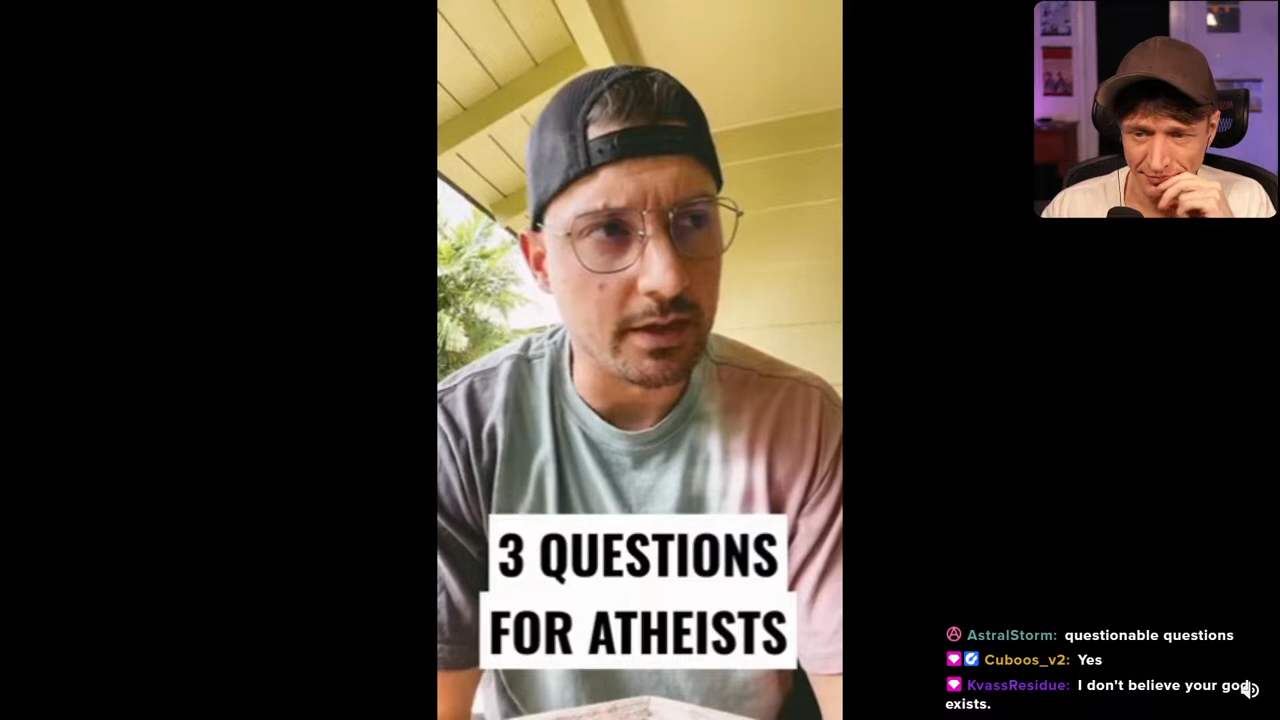 3 QUESTIONS
FOR ATHEISTS
AstralStorm: questionable questions
Cuboos_v2: Yes
KvassResidue: I don't believe your god
exists.